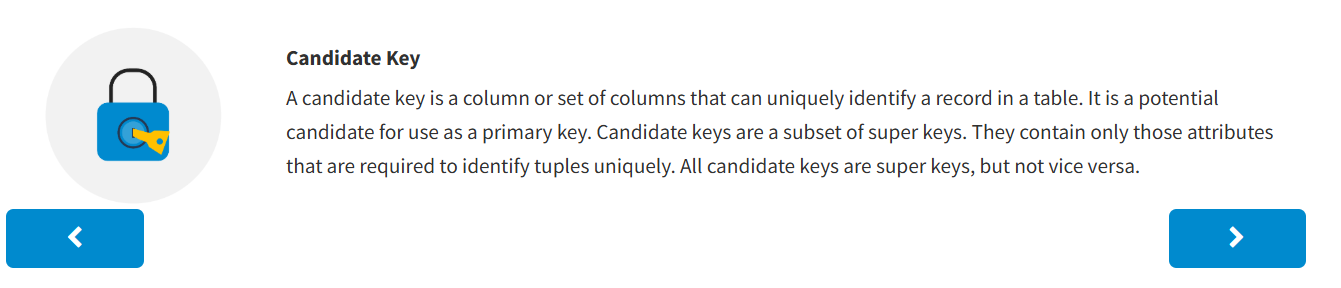 Candidate Key
A candidate key is a column or set of columns that can uniquely identify a record in a table. It is a potential
candidate for use as a primary key. Candidate keys are a subset of super keys. They contain only those attributes
that are required to identify tuples uniquely. All candidate keys are super keys, but not vice versa.